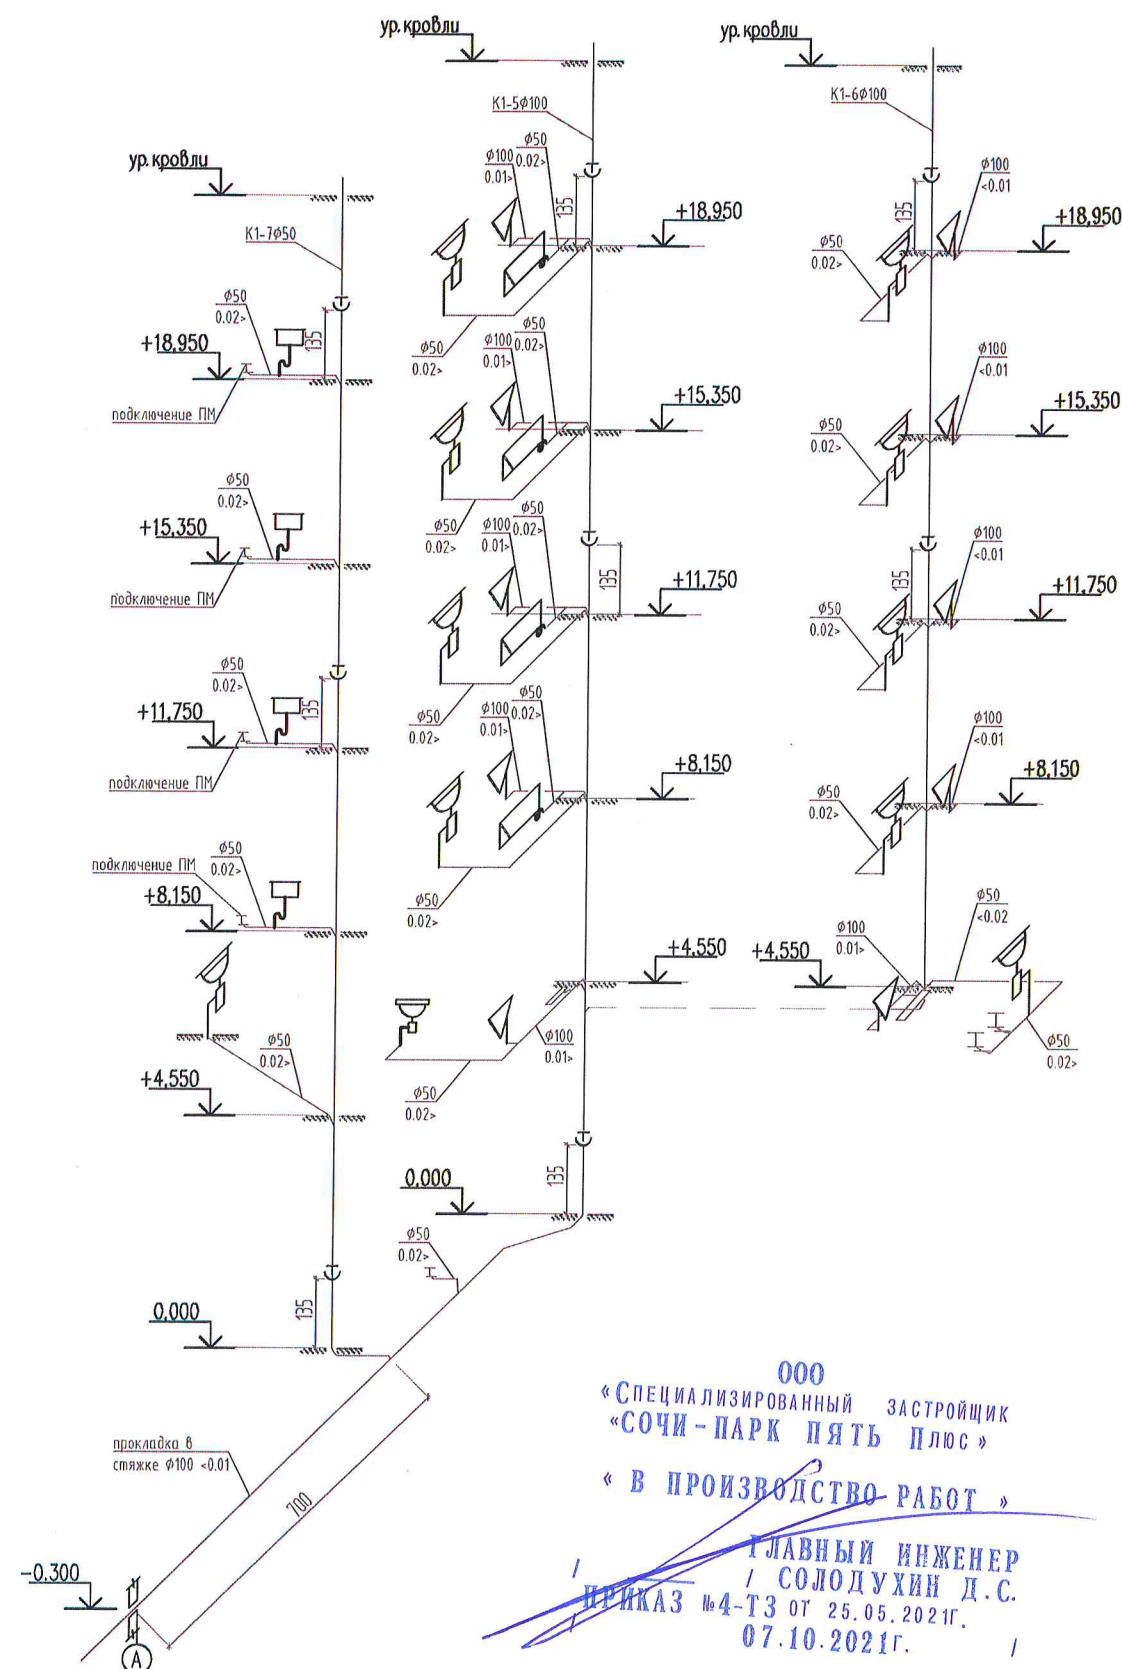 ур. кровли
К1-7ф50
ф50
0.02>
+18,950
135
подключение ПМ
ф50
0.02>
+15,350
подключение ПМ
ф50
0.02>
+11,750
135
подключение ПМ
подключение ПМ
ф50
0.02>
+8,150
ф50
0.02>
+4,550
0,000
135
прокладка в
стяжке ф100 <0.01
700
-0.300
А
ур. кровли
К1-5ф100
ф50
0.02>
ф100
0.01>
135
+18,950
ф50
0.02>
ф50
0.02>
ф100
0.01>
+15,350
ф50
0.02>
ф50
0.02>
ф100
0.01>
135
+11,750
ф50
0.02>
ф50
0.02>
ф100
0.01>
+8,150
ф50
0.02>
+4,550
ф100
0.01>
ф50
0.02>
135
0,000
ф50
0.02>
ур. кровли
К1-6ф100
ф100
<0.01
135
+18,950
ф50
0.02>
ф100
<0.01
+15,350
ф50
0.02>
ф100
<0.01
135
+11,750
ф50
0.02>
ф100
<0.01
+8,150
ф50
0.02>
ф50
<0.02
ф100
0.01>
+4,550
ф50
0.02>
ООО
«Специализированный застройщик
«СОЧИ-ПАРК ПЯТЬ Плюс»
« В ПРОИЗВОДСТВО РАБОТ »
ГЛАВНЫЙ ИНЖЕНЕР
/ / СОЛОДУХИН Д.С.
ПРИКАЗ №4-ТЗ от 25.05.2021г.
/ 07.10.2021г. /